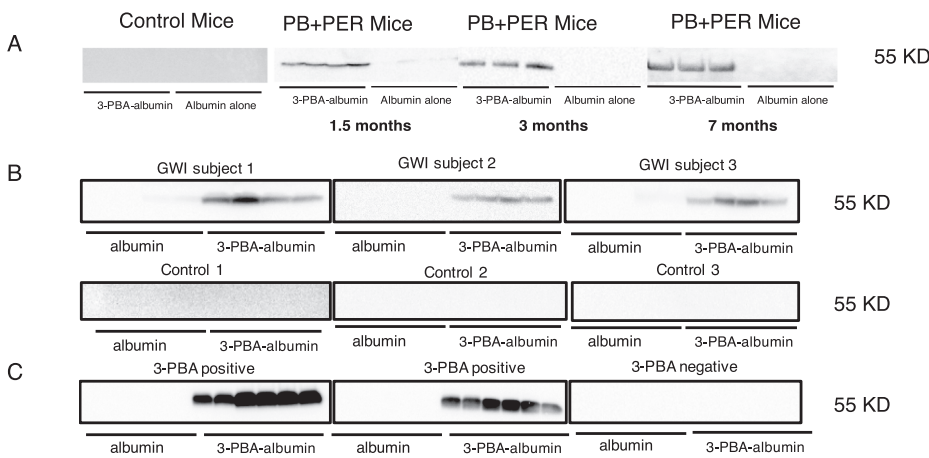 Control Mice PB+PER Mice PB+PER Mice PB+PER Mice
A
55 KD
3-PBA-albumin Albumin alone 3-PBA-albumin Albumin alone 3-PBA-albumin Albumin alone 3-PBA-albumin Albumin alone
1.5 months 3 months 7 months
B
GWI subject 1 GWI subject 2 GWI subject 3
55 KD
albumin 3-PBA-albumin albumin 3-PBA-albumin albumin 3-PBA-albumin
Control 1 Control 2 Control 3
55 KD
albumin 3-PBA-albumin albumin 3-PBA-albumin albumin 3-PBA-albumin
C
3-PBA positive 3-PBA positive 3-PBA negative
55 KD
albumin 3-PBA-albumin albumin 3-PBA-albumin albumin 3-PBA-albumin